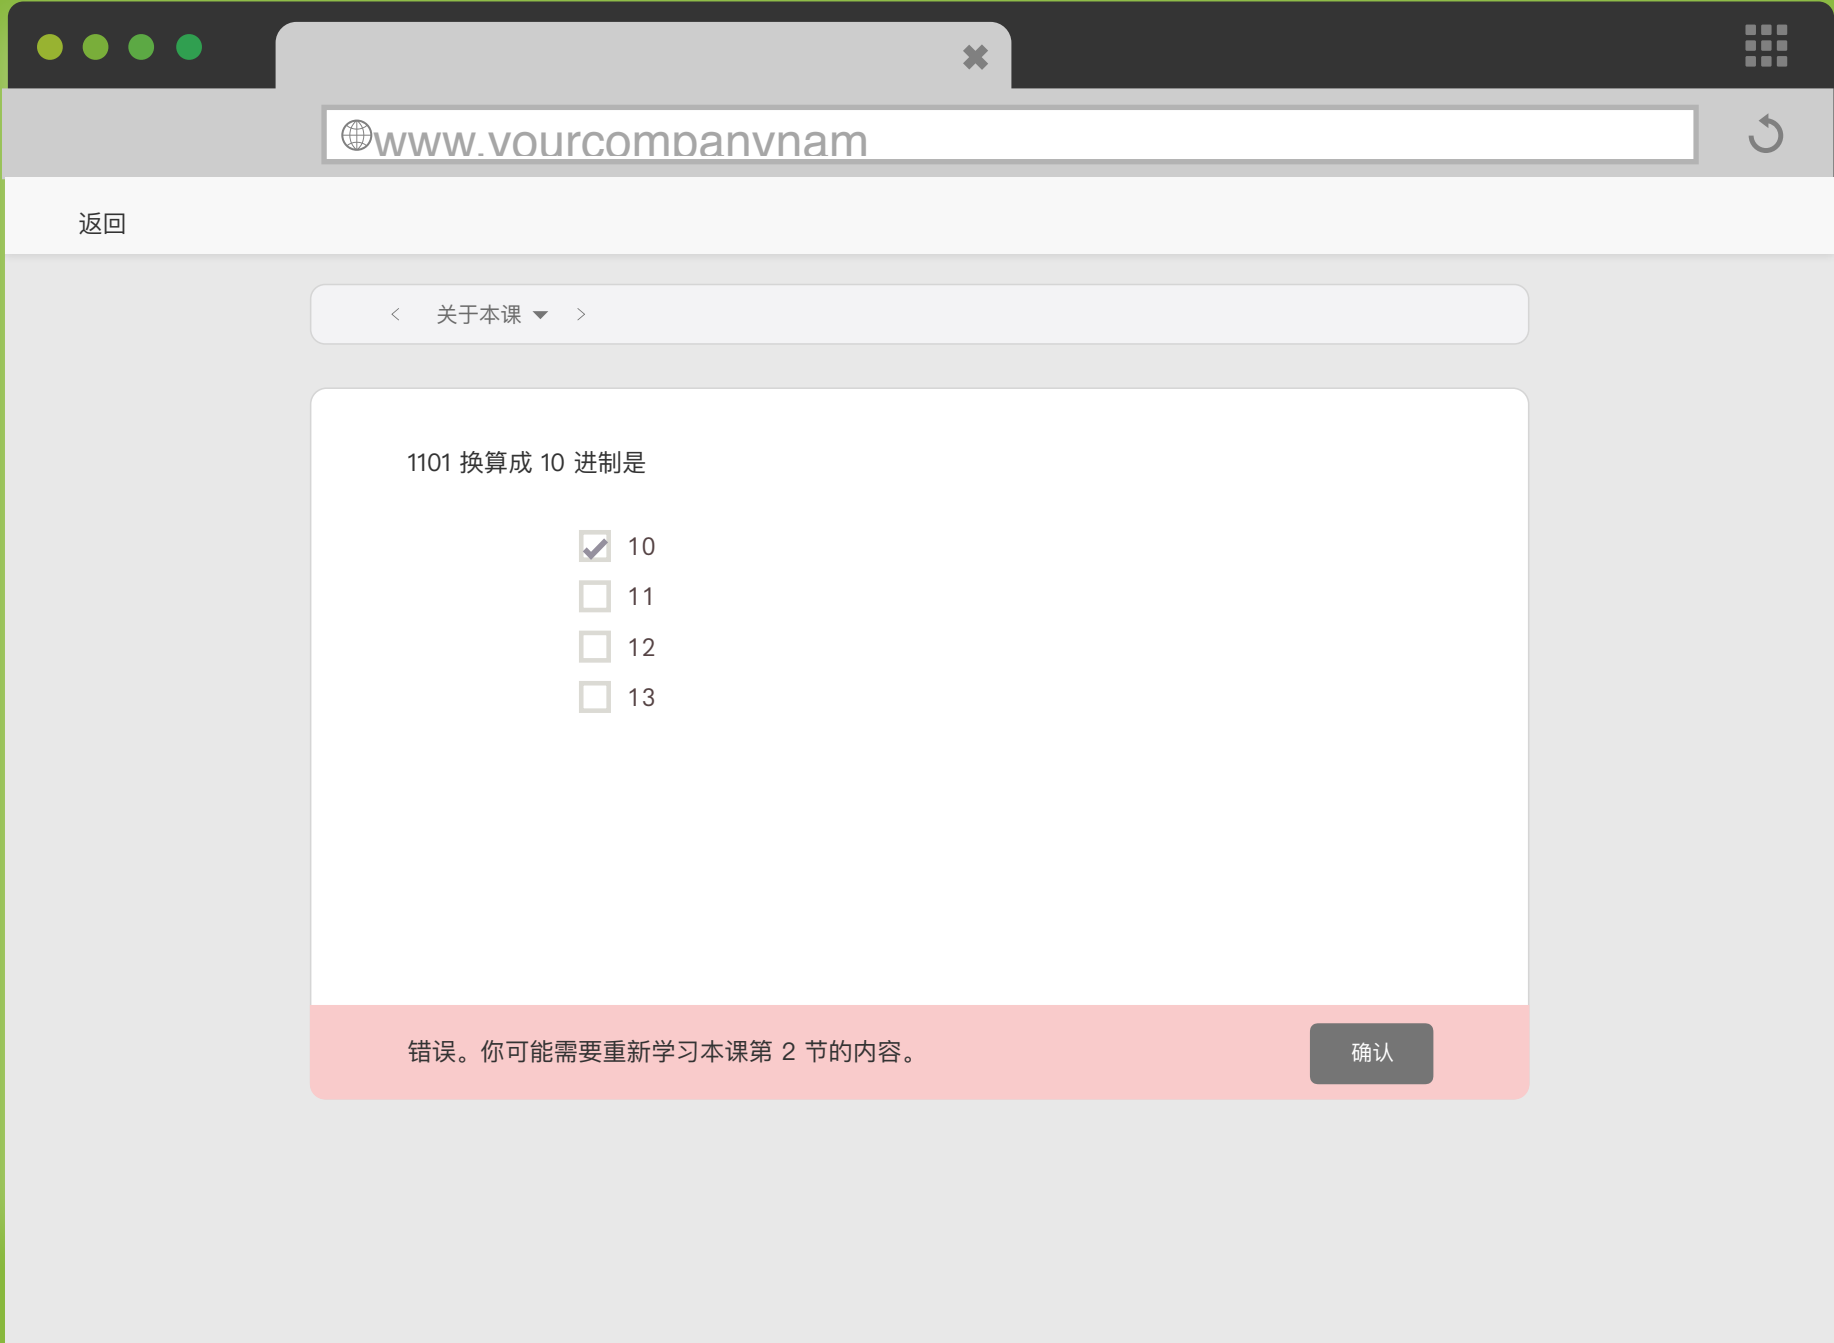 www.yourcompanynam
返回
< 关于本课 >
1101 换算成 10 进制是
10
11
12
13
错误。你可能需要重新学习本课第 2 节的内容。
确认